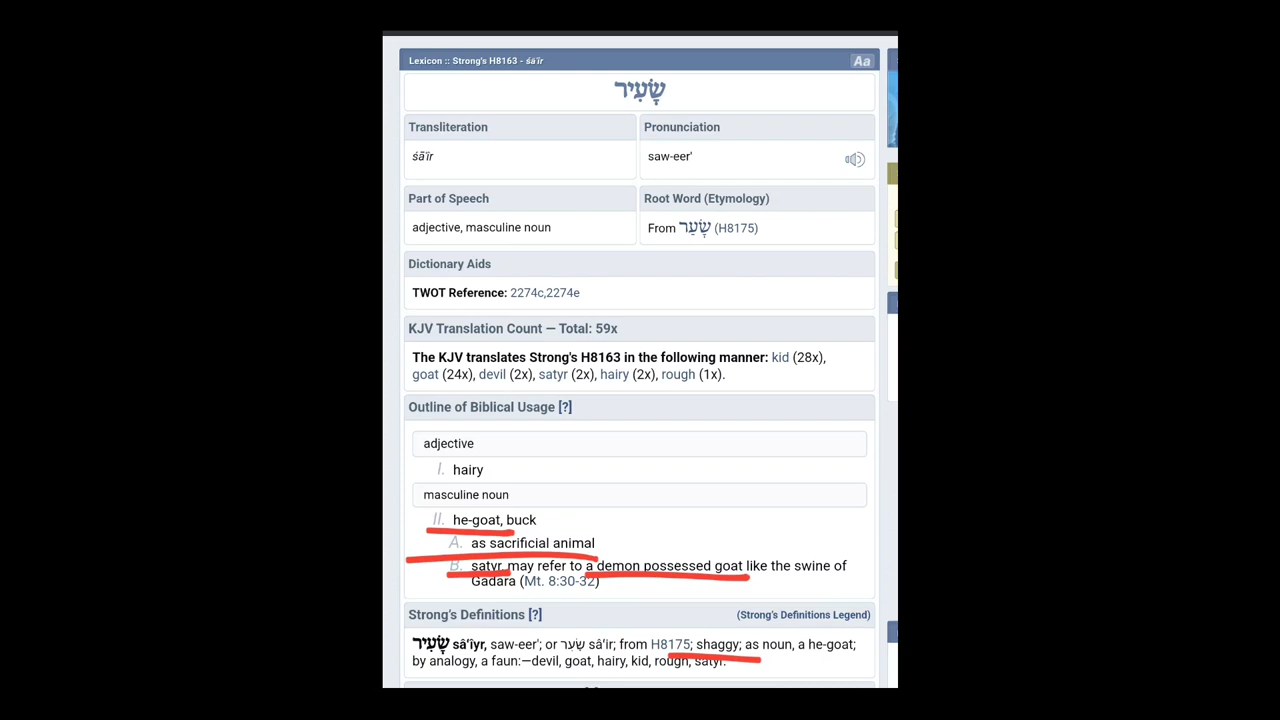 Lexicon :: Strong's H8163 - śāʿîr
Aa
שָׂעִיר
Transliteration
Pronunciation
śāʿîr
saw-eer'
Part of Speech
Root Word (Etymology)
adjective, masculine noun
From שָׂעַר (H8175)
Dictionary Aids
TWOT Reference: 2274c,2274e
KJV Translation Count — Total: 59x
The KJV translates Strong's H8163 in the following manner: kid (28x),
goat (24x), devil (2x), satyr (2x), hairy (2x), rough (1x).
Outline of Biblical Usage [?]
adjective
I. hairy
masculine noun
II. he-goat, buck
A. as sacrificial animal
B. satyr, may refer to a demon possessed goat like the swine of
Gadara (Mt. 8:30-32)
Strong's Definitions [?]
(Strong's Definitions Legend)
שָׂעִיר sâʻîyr, saw-eer'; or שָׂעִר sâʻir; from H8175; shaggy; as noun, a he-goat;
by analogy, a faun:—devil, goat, hairy, kid, rough, satyr.